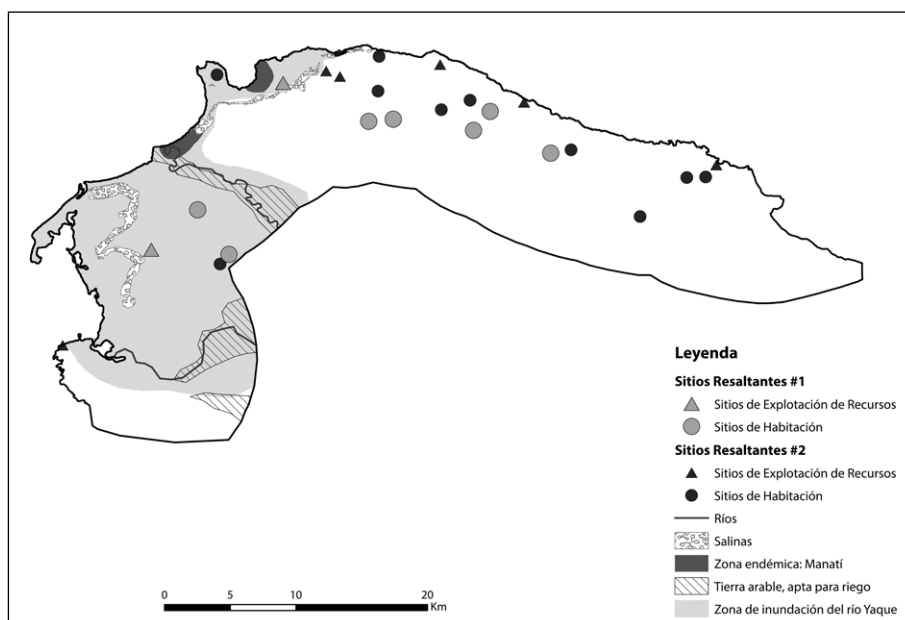 Leyenda
Sitios Resaltantes #1
Sitios de Explotación de Recursos
Sitios de Habitación
Sitios Resaltantes #2
Sitios de Explotación de Recursos
Sitios de Habitación
Ríos
Salinas
Zona endémica: Manatí
Tierra arable, apta para riego
Zona de inundación del río Yaque
0 5 10 20
Km